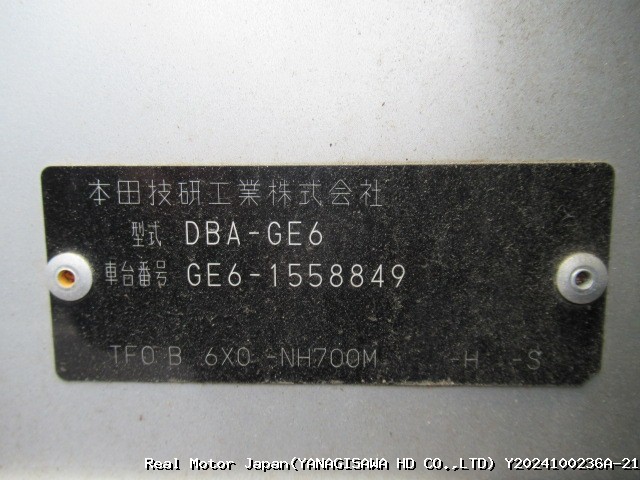 本田技研工業株式会社
型式 DBA-GE6
車台番号 GE6-1558849
TF0 B 6X0 -NH700M -H -S
Real Motor Japan(YANAGISAWA HD CO.,LTD) Y2024100236A-21